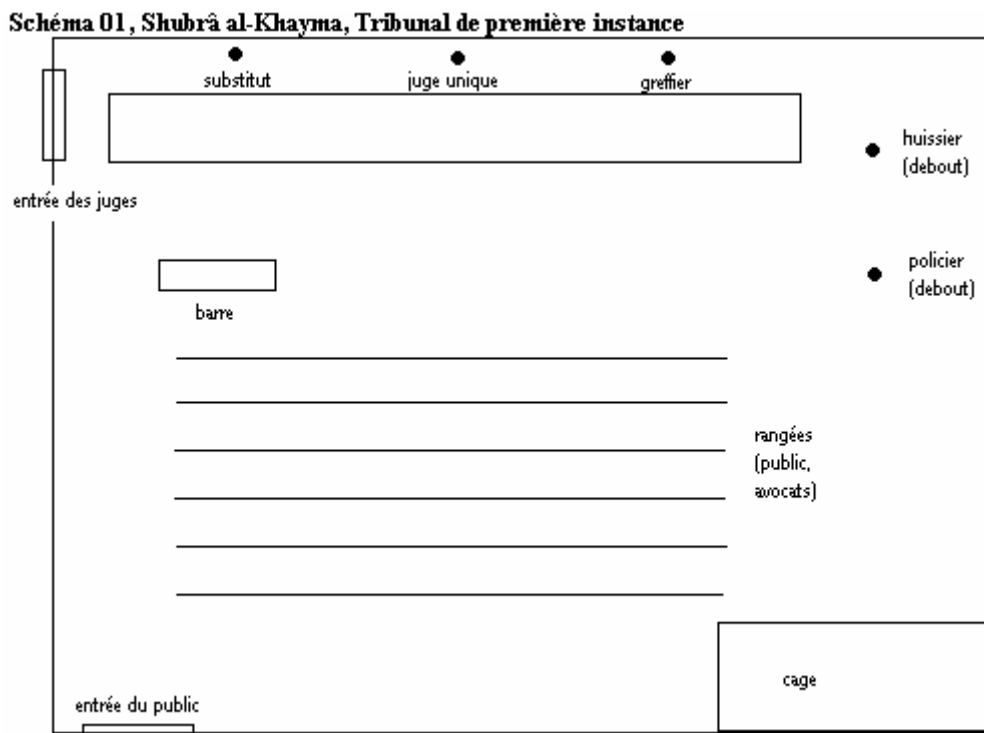 Schéma 01, Shubrâ al-Khayma, Tribunal de première instance
substitut
juge unique
greffier
huissier
(debout)
entrée des juges
policier
(debout)
barre
rangées
(public,
avocats)
cage
entrée du public